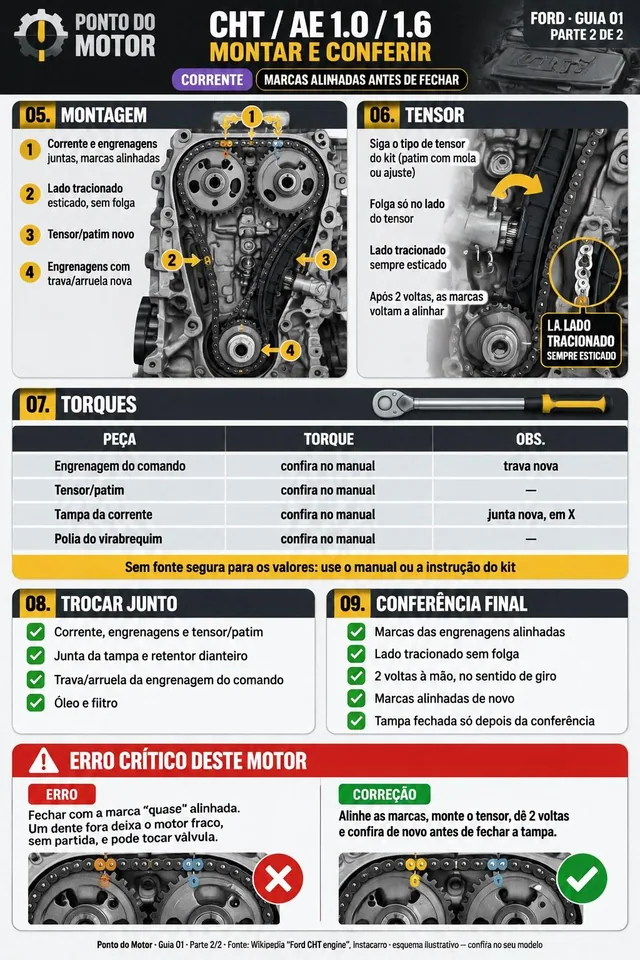 PONTO DO
MOTOR
CHT / AE 1.0 / 1.6
MONTAR E CONFERIR
CORRENTE
MARCAS ALINHADAS ANTES DE FECHAR
FORD · GUIA 01
PARTE 2 DE 2
05. MONTAGEM
1
Corrente e engrenagens
juntas, marcas alinhadas
2
Lado tracionado
esticado, sem folga
3
Tensor/patim novo
4
Engrenagens com
trava/arruela nova
1
2
3
4
06. TENSOR
Siga o tipo de tensor
do kit (patim com mola
ou ajuste)
Folga só no lado
do tensor
Lado tracionado
sempre esticado
Após 2 voltas, as marcas
voltam a alinhar
LA LADO
TRACIONADO
SEMPRE ESTICADO
07. TORQUES
PEÇA TORQUE OBS.
Engrenagem do comando confira no manual trava nova
Tensor/patim confira no manual —
Tampa da corrente confira no manual junta nova, em X
Polia do virabrequim confira no manual —
Sem fonte segura para os valores: use o manual ou a instrução do kit
08. TROCAR JUNTO
Corrente, engrenagens e tensor/patim
Junta da tampa e retentor dianteiro
Trava/arruela da engrenagem do comando
Óleo e filtro
09. CONFERÊNCIA FINAL
Marcas das engrenagens alinhadas
Lado tracionado sem folga
2 voltas à mão, no sentido de giro
Marcas alinhadas de novo
Tampa fechada só depois da conferência
ERRO CRÍTICO DESTE MOTOR
ERRO
Fechar com a marca “quase” alinhada.
Um dente fora deixa o motor fraco,
sem partida, e pode tocar válvula.
CORREÇÃO
Alinhe as marcas, monte o tensor, dê 2 voltas
e confira de novo antes de fechar a tampa.
Ponto do Motor · Guia 01 · Parte 2/2 · Fonte: Wikipedia "Ford CHT engine", Instacarro · esquema ilustrativo — confira no seu modelo